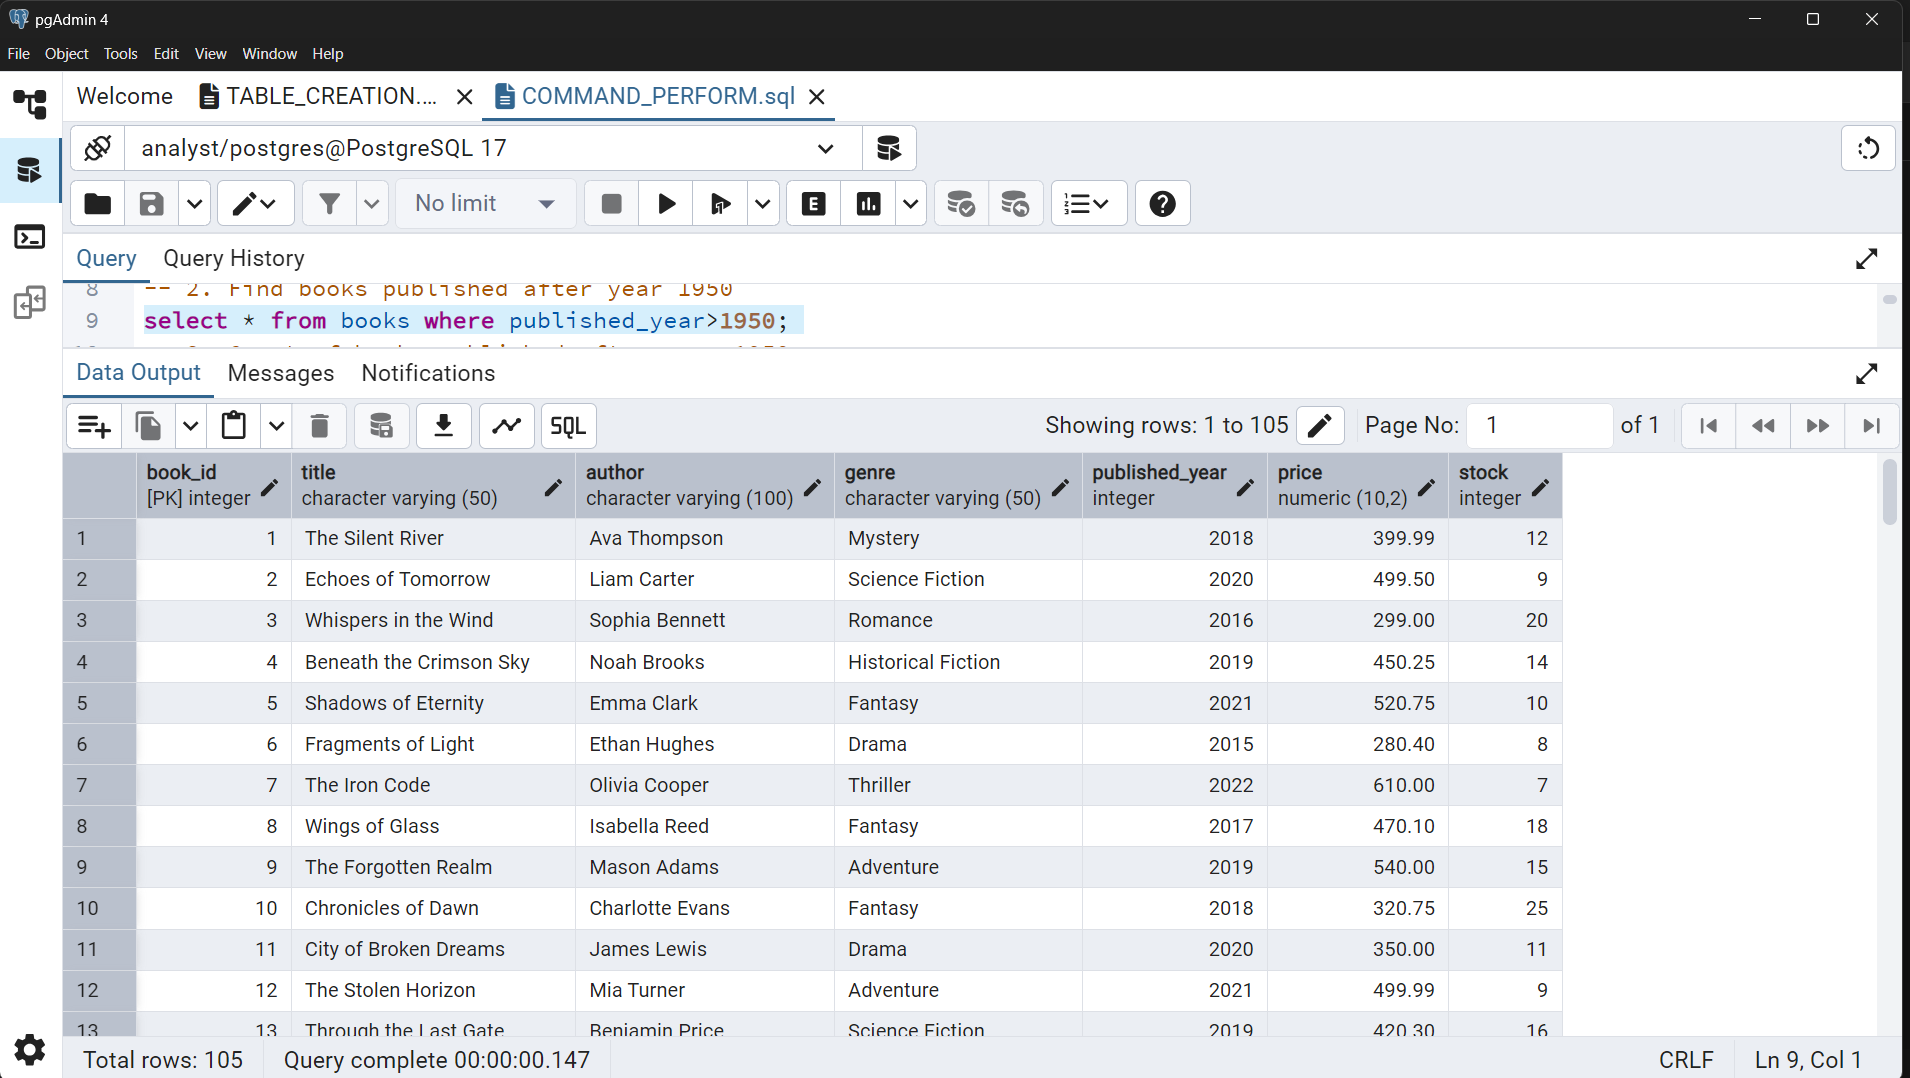 pgAdmin 4
File Object Tools Edit View Window Help
Welcome TABLE_CREATION.... COMMAND_PERFORM.sql
analyst/postgres@PostgreSQL 17
No limit
E
Query Query History
8 -- 2. Find books published after year 1950
9 select * from books where published_year>1950;
Data Output Messages Notifications
SQL Showing rows: 1 to 105 Page No: 1 of 1
book_id title author genre published_year price stock
[PK] integer character varying (50) character varying (100) character varying (50) integer numeric (10,2) integer
1 1 The Silent River Ava Thompson Mystery 2018 399.99 12
2 2 Echoes of Tomorrow Liam Carter Science Fiction 2020 499.50 9
3 3 Whispers in the Wind Sophia Bennett Romance 2016 299.00 20
4 4 Beneath the Crimson Sky Noah Brooks Historical Fiction 2019 450.25 14
5 5 Shadows of Eternity Emma Clark Fantasy 2021 520.75 10
6 6 Fragments of Light Ethan Hughes Drama 2015 280.40 8
7 7 The Iron Code Olivia Cooper Thriller 2022 610.00 7
8 8 Wings of Glass Isabella Reed Fantasy 2017 470.10 18
9 9 The Forgotten Realm Mason Adams Adventure 2019 540.00 15
10 10 Chronicles of Dawn Charlotte Evans Fantasy 2018 320.75 25
11 11 City of Broken Dreams James Lewis Drama 2020 350.00 11
12 12 The Stolen Horizon Mia Turner Adventure 2021 499.99 9
13 13 Through the Last Gate Benjamin Price Science Fiction 2019 420.30 16
Total rows: 105 Query complete 00:00:00.147 CRLF Ln 9, Col 1